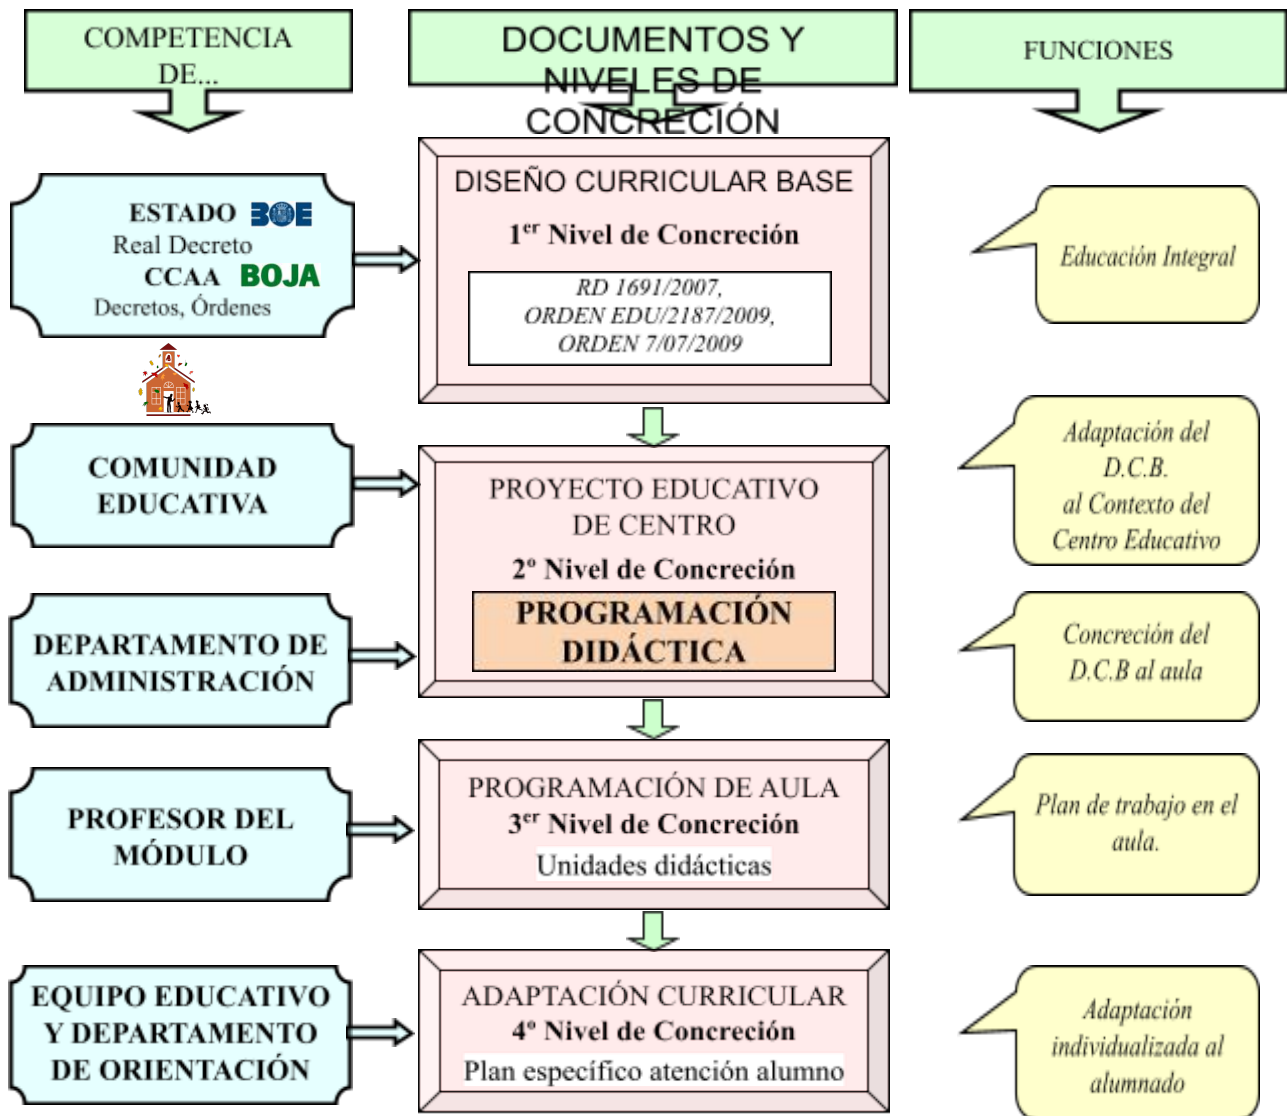 COMPETENCIA
DE...
DOCUMENTOS Y
NIVELES DE
CONCRECIÓN
FUNCIONES
ESTADO BOE
Real Decreto
CCAA BOJA
Decretos, Órdenes
DISEÑO CURRICULAR BASE
1er Nivel de Concreción
RD 1691/2007,
ORDEN EDU/2187/2009,
ORDEN 7/07/2009
Educación Integral
COMUNIDAD
EDUCATIVA
PROYECTO EDUCATIVO
DE CENTRO
2º Nivel de Concreción
Adaptación del
D.C.B.
al Contexto del
Centro Educativo
DEPARTAMENTO DE
ADMINISTRACIÓN
PROGRAMACIÓN
DIDÁCTICA
Concreción del
D.C.B al aula
PROFESOR DEL
MÓDULO
PROGRAMACIÓN DE AULA
3er Nivel de Concreción
Unidades didácticas
Plan de trabajo en el
aula.
EQUIPO EDUCATIVO
Y DEPARTAMENTO
DE ORIENTACIÓN
ADAPTACIÓN CURRICULAR
4º Nivel de Concreción
Plan específico atención alumno
Adaptación
individualizada al
alumnado